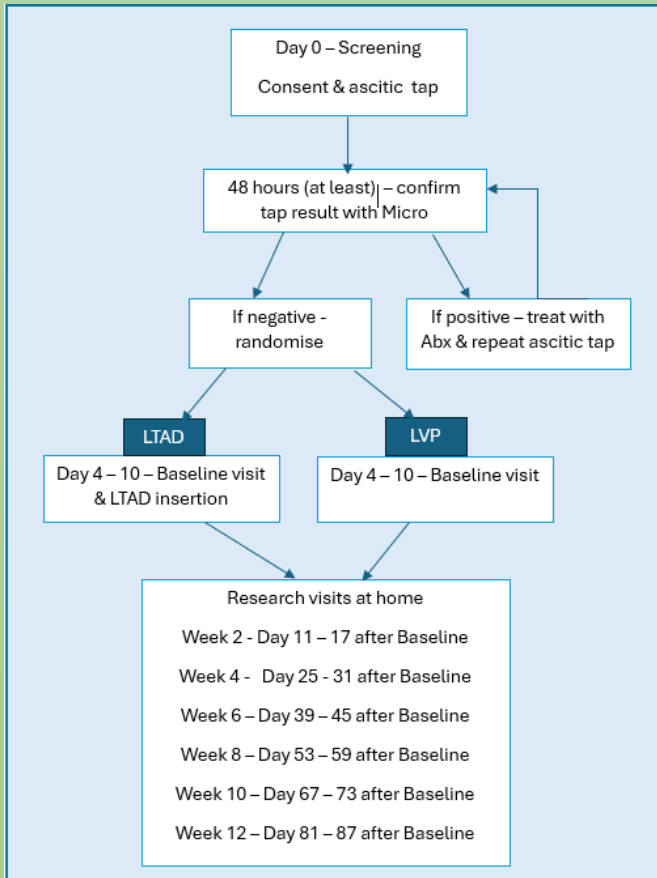 Day 0 – Screening
Consent & ascitic tap
48 hours (at least) – confirm
tap result with Micro
If negative -
randomise
If positive – treat with
Abx & repeat ascitic tap
LTAD
Day 4 – 10 – Baseline visit
& LTAD insertion
LVP
Day 4 – 10 – Baseline visit
Research visits at home
Week 2 - Day 11 – 17 after Baseline
Week 4 - Day 25 - 31 after Baseline
Week 6 – Day 39 – 45 after Baseline
Week 8 – Day 53 – 59 after Baseline
Week 10 – Day 67 – 73 after Baseline
Week 12 – Day 81 – 87 after Baseline